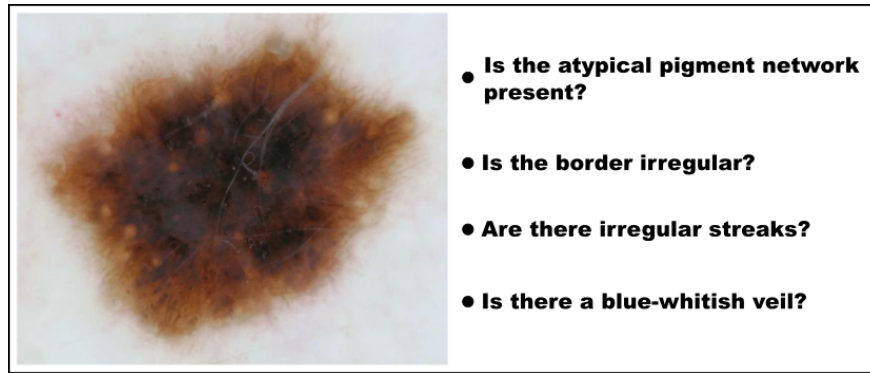 ● Is the atypical pigment network
present?
● Is the border irregular?
● Are there irregular streaks?
● Is there a blue-whitish veil?